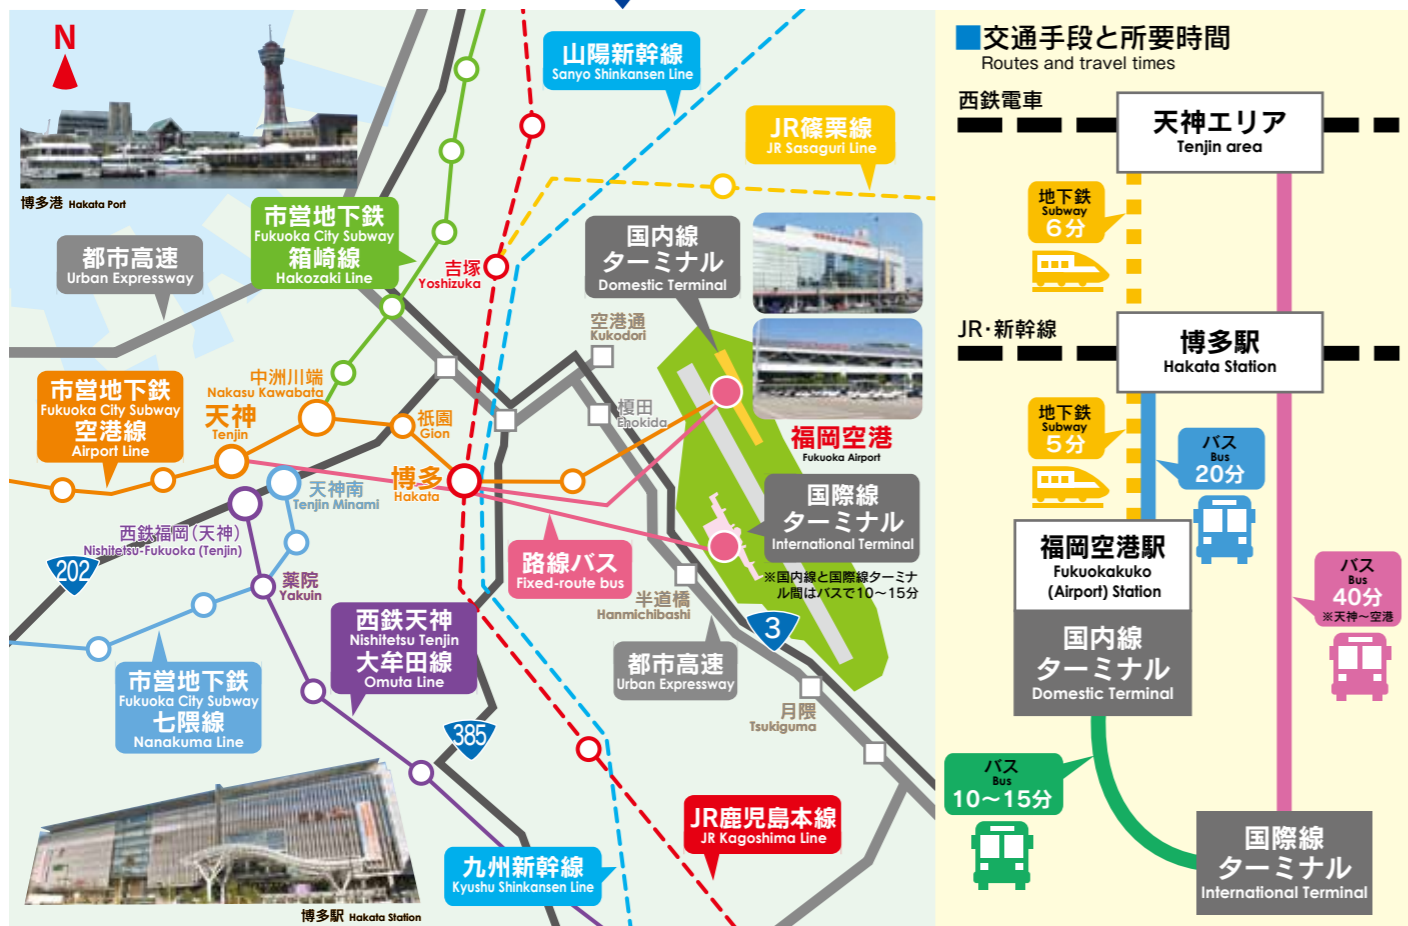 N
博多港 Hakata Port
山陽新幹線
Sanyo Shinkansen Line
JR篠栗線
JR Sasaguri Line
市営地下鉄
Fukuoka City Subway
箱崎線
Hakozaki Line
都市高速
Urban Expressway
吉塚
Yoshizuka
国内線
ターミナル
Domestic Terminal
空港通
Kukodori
市営地下鉄
Fukuoka City Subway
空港線
Airport Line
中洲川端
Nakasu Kawabata
天神
Tenjin
祇園
Gion
榎田
Enokida
福岡空港
Fukuoka Airport
博多
Hakata
天神南
Tenjin Minami
西鉄福岡(天神)
Nishitetsu-Fukuoka (Tenjin)
国際線
ターミナル
International Terminal
※国内線と国際線ターミナ
ル間はバスで10～15分
路線バス
Fixed-route bus
202
薬院
Yakuin
半道橋
Hanmichibashi
3
西鉄天神
Nishitetsu Tenjin
大牟田線
Omuta Line
都市高速
Urban Expressway
市営地下鉄
Fukuoka City Subway
七隈線
Nanakuma Line
月隈
Tsukiguma
385
JR鹿児島本線
JR Kagoshima Line
九州新幹線
Kyushu Shinkansen Line
博多駅 Hakata Station
■交通手段と所要時間
Routes and travel times
西鉄電車
天神エリア
Tenjin area
地下鉄
Subway
6分
JR・新幹線
博多駅
Hakata Station
地下鉄
Subway
5分
バス
Bus
20分
福岡空港駅
Fukuokakuko
(Airport) Station
国内線
ターミナル
Domestic Terminal
バス
Bus
40分
※天神～空港
バス
Bus
10～15分
国際線
ターミナル
International Terminal